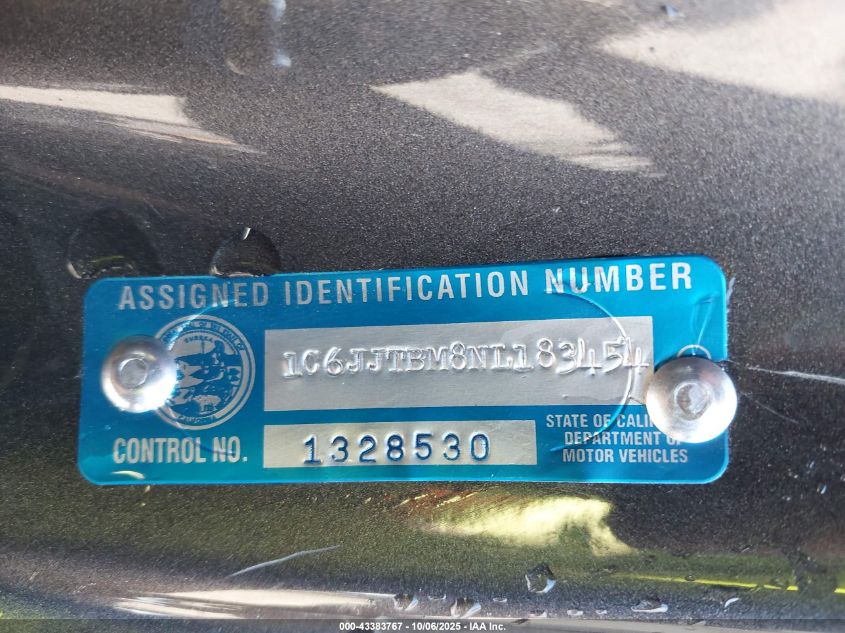 ASSIGNED IDENTIFICATION NUMBER
EUREKA
1C6JJTBM8NL183454
CONTROL NO.
1328530
STATE OF CALIF
DEPARTMENT OF
MOTOR VEHICLES
000-43383767 - 10/06/2025 - IAA Inc.